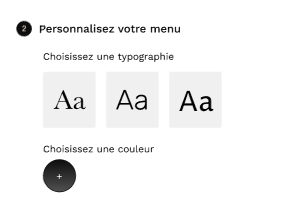 2 Personnalisez votre menu
Choisissez une typographie
Aa Aa Aa
Choisissez une couleur
+